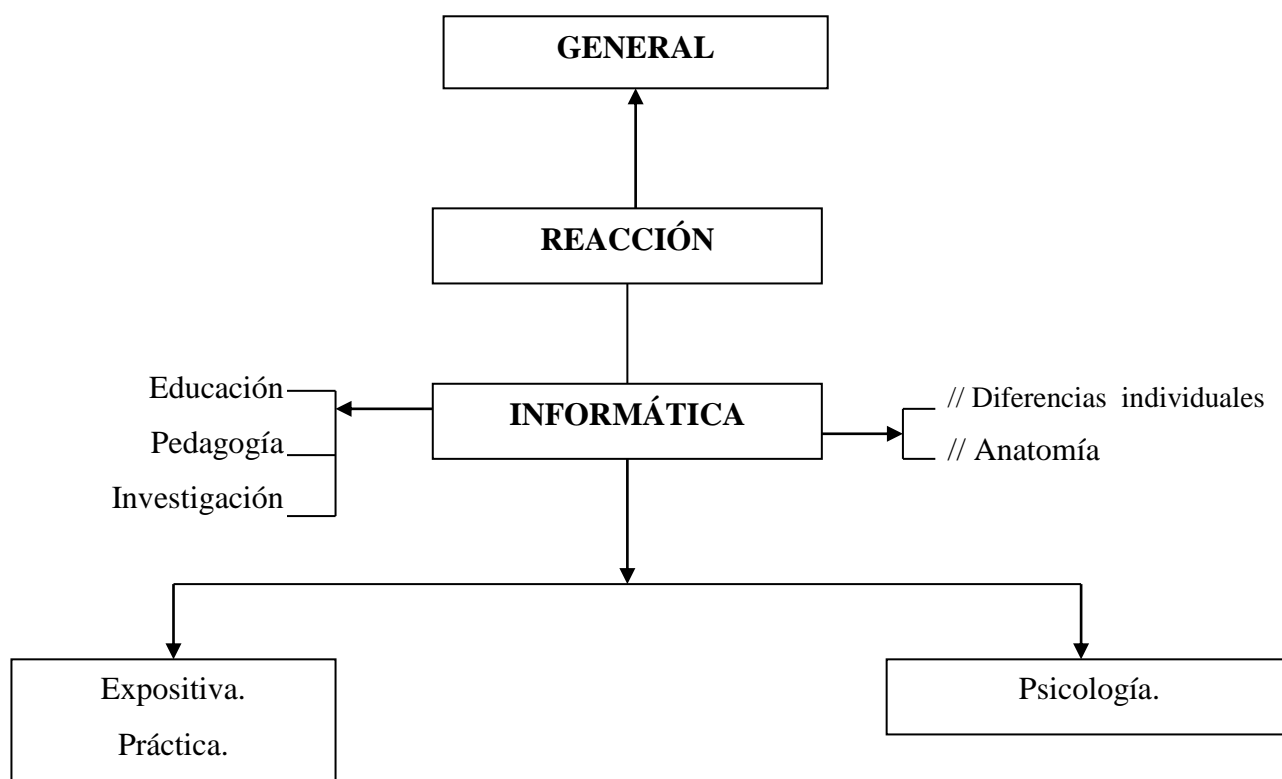 GENERAL
REACCIÓN
Educación
Pedagogía
Investigación
INFORMÁTICA
// Diferencias individuales
// Anatomía
Expositiva.
Práctica.
Psicología.